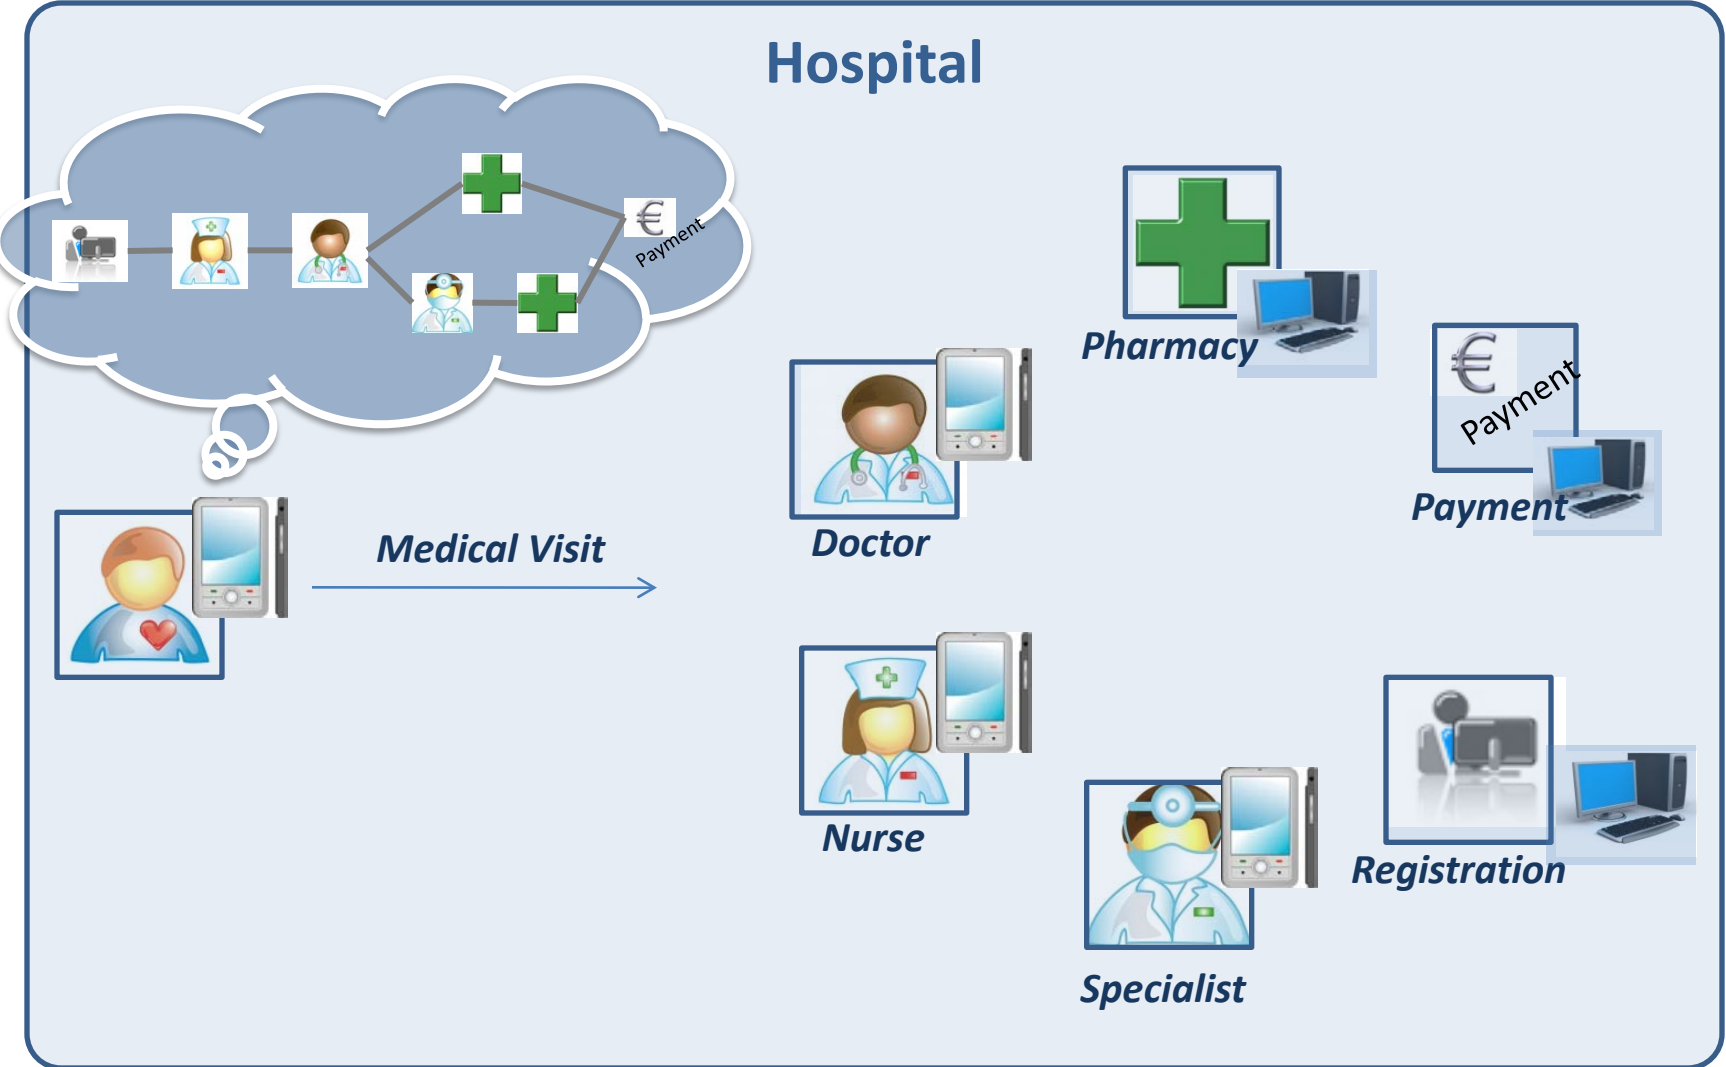 Hospital
€
Payment
Pharmacy
€
Payment
Payment
Medical Visit
Doctor
Nurse
Registration
Specialist